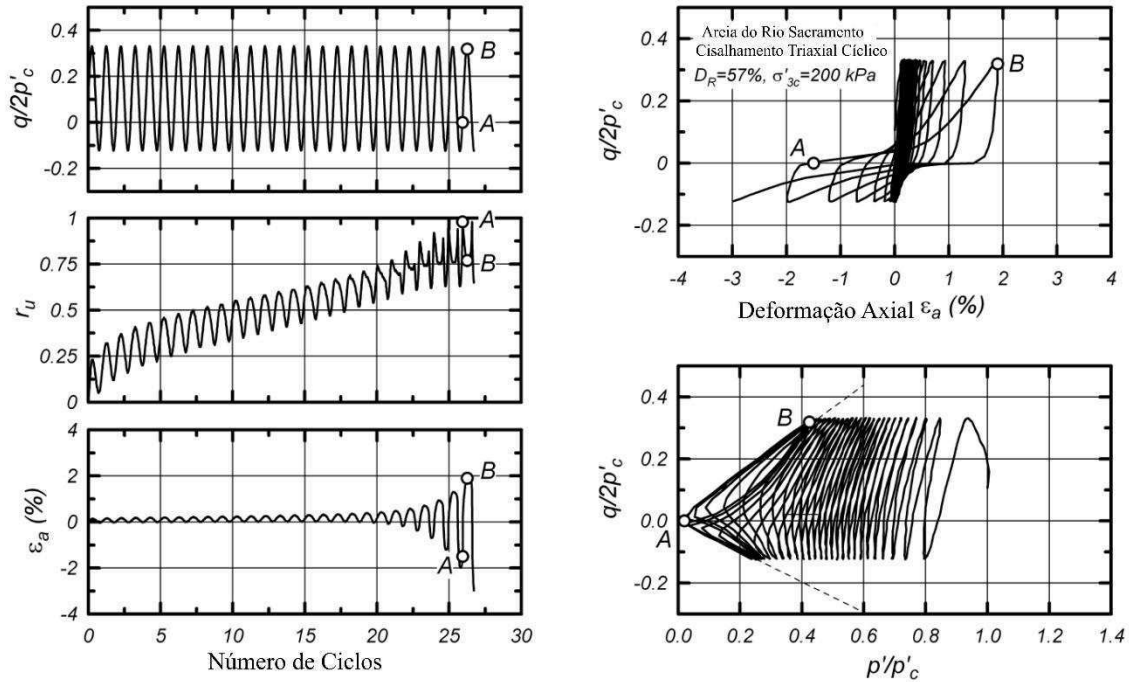 0.4
0.2
0
-0.2
q/2p'c
B
A
1
0.75
0.5
0.25
0
ru
A
B
4
2
0
-2
-4
εa (%)
B
A
0 5 10 15 20 25 30
Número de Ciclos
0.4
0.2
0
-0.2
q/2p'c
Areia do Rio Sacramento
Cisalhamento Triaxial Cíclico
DR=57%, σ'3c=200 kPa
B
A
-4 -3 -2 -1 0 1 2 3 4
Deformação Axial εa (%)
0.4
0.2
0.0
-0.2
q/2p'c
B
A
0.0 0.2 0.4 0.6 0.8 1.0 1.2 1.4
p'/p'c